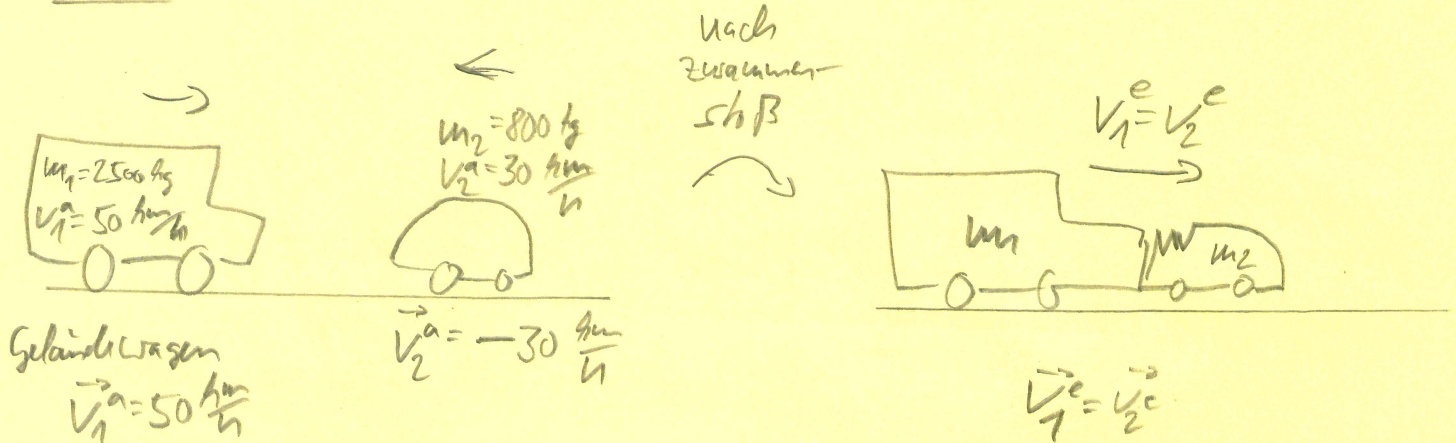 nach
Zusammen-
stoß
m₁ = 2500 kg
v₁ᵃ = 50 km/h
m₂ = 800 kg
v₂ᵃ = 30 km/h
v₁ᵉ = v₂ᵉ
m₁
m₂
Geländewagen
v⃗₁ᵃ = 50 km/h
v⃗₂ᵃ = −30 km/h
v⃗₁ᵉ = v⃗₂ᵉ